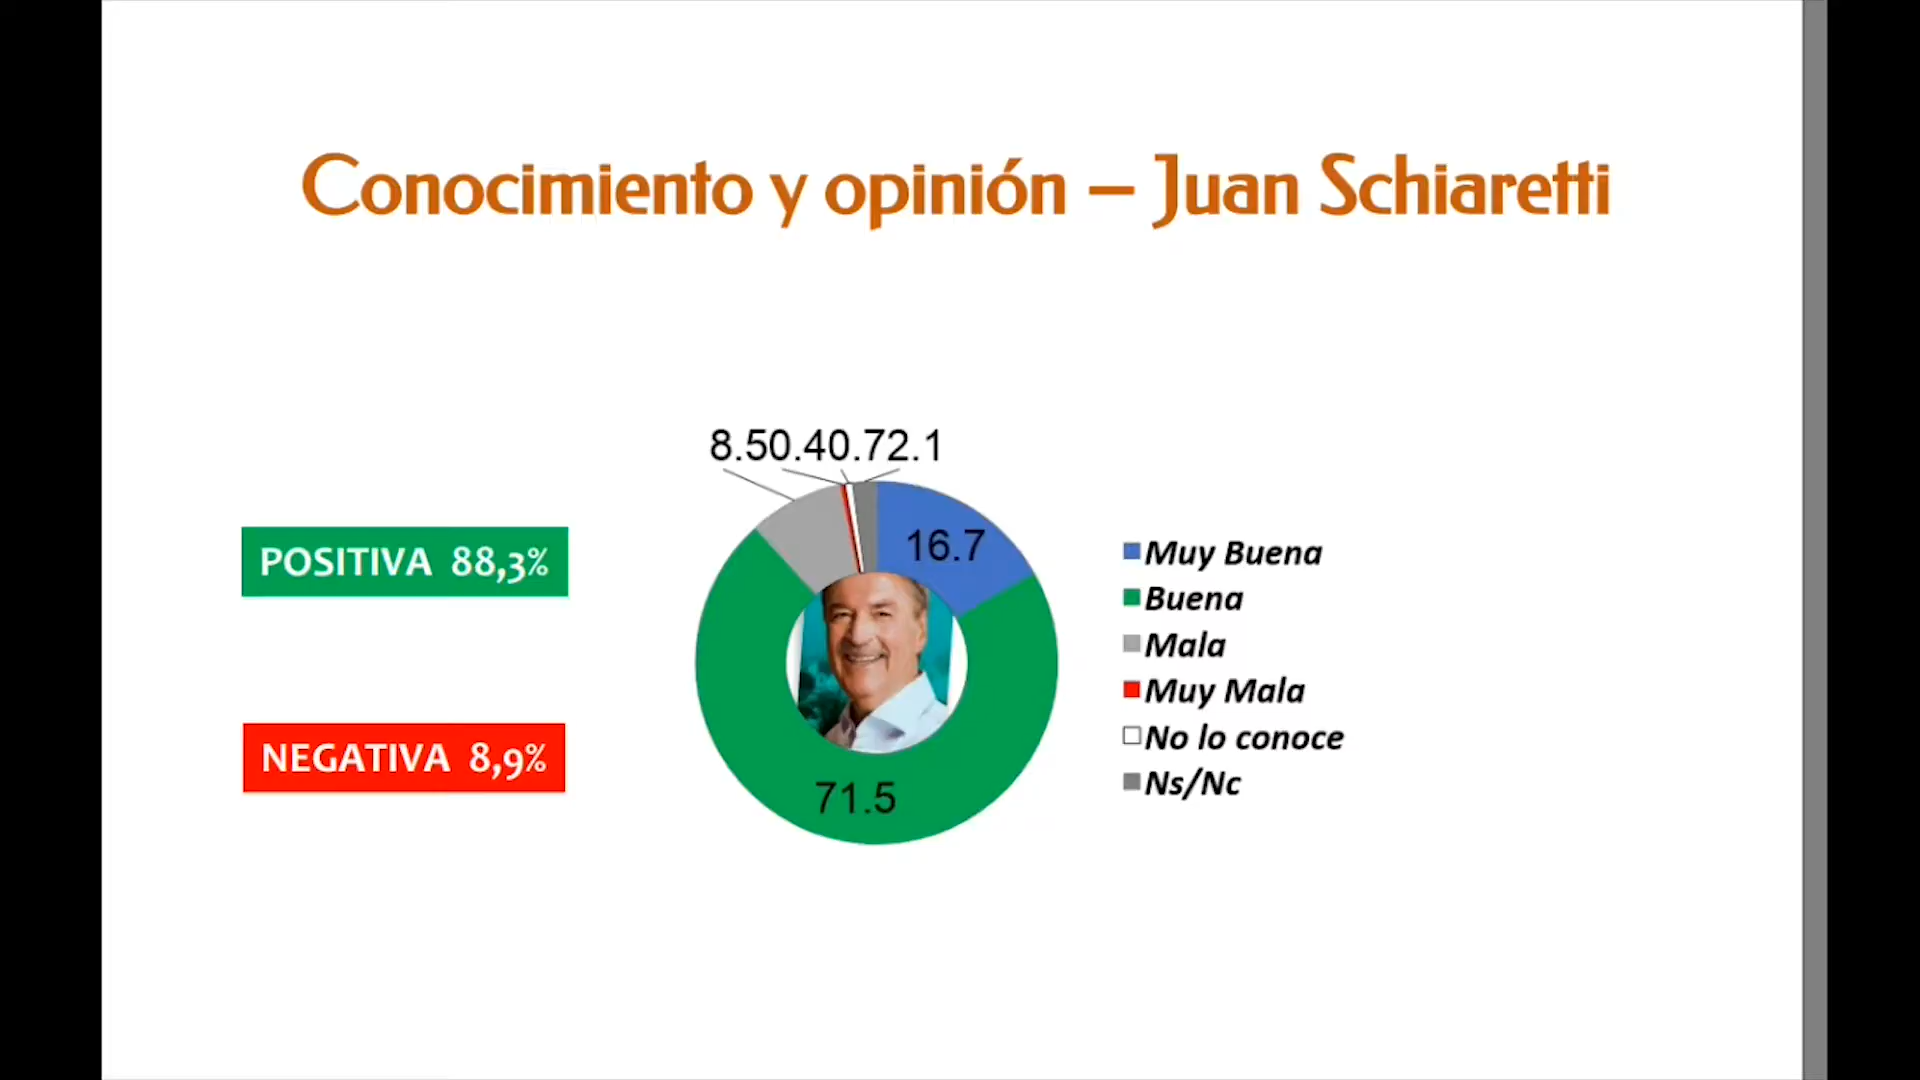 Conocimiento y opinión – Juan Schiaretti
8.50.40.72.1
16.7
POSITIVA 88,3%
Muy Buena
Buena
Mala
Muy Mala
NEGATIVA 8,9%
No lo conoce
Ns/Nc
71.5